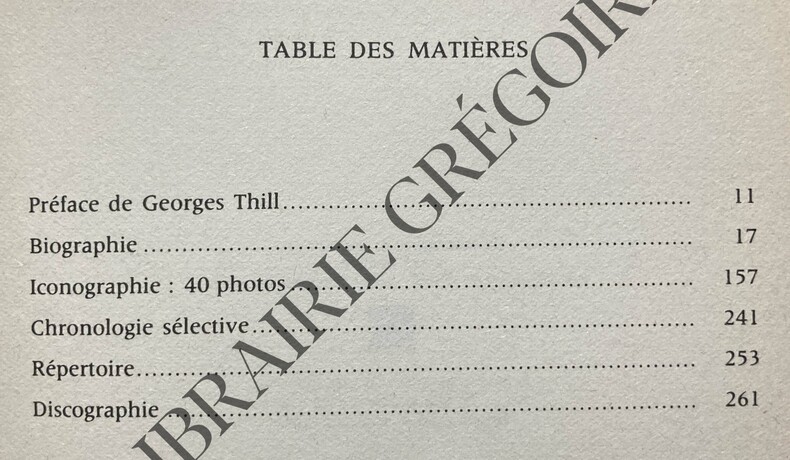 TABLE DES MATIÈRES
Préface de Georges Thill.......... 11
Biographie .......... 17
Iconographie : 40 photos.......... 157
Chronologie sélective.......... 241
Répertoire.......... 253
Discographie .......... 261
LIBRAIRIE GRÉGOIRE